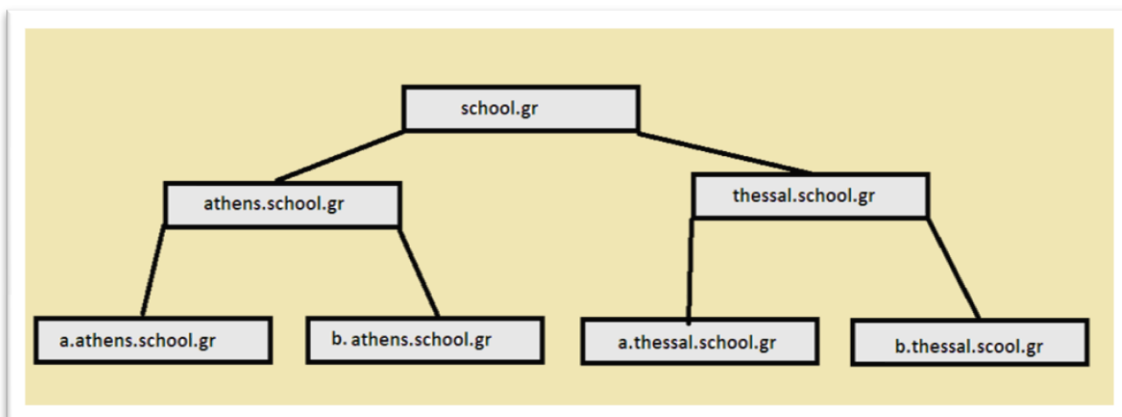 school.gr
athens.school.gr
thessal.school.gr
a.athens.school.gr
b. athens.school.gr
a.thessal.school.gr
b.thessal.scool.gr